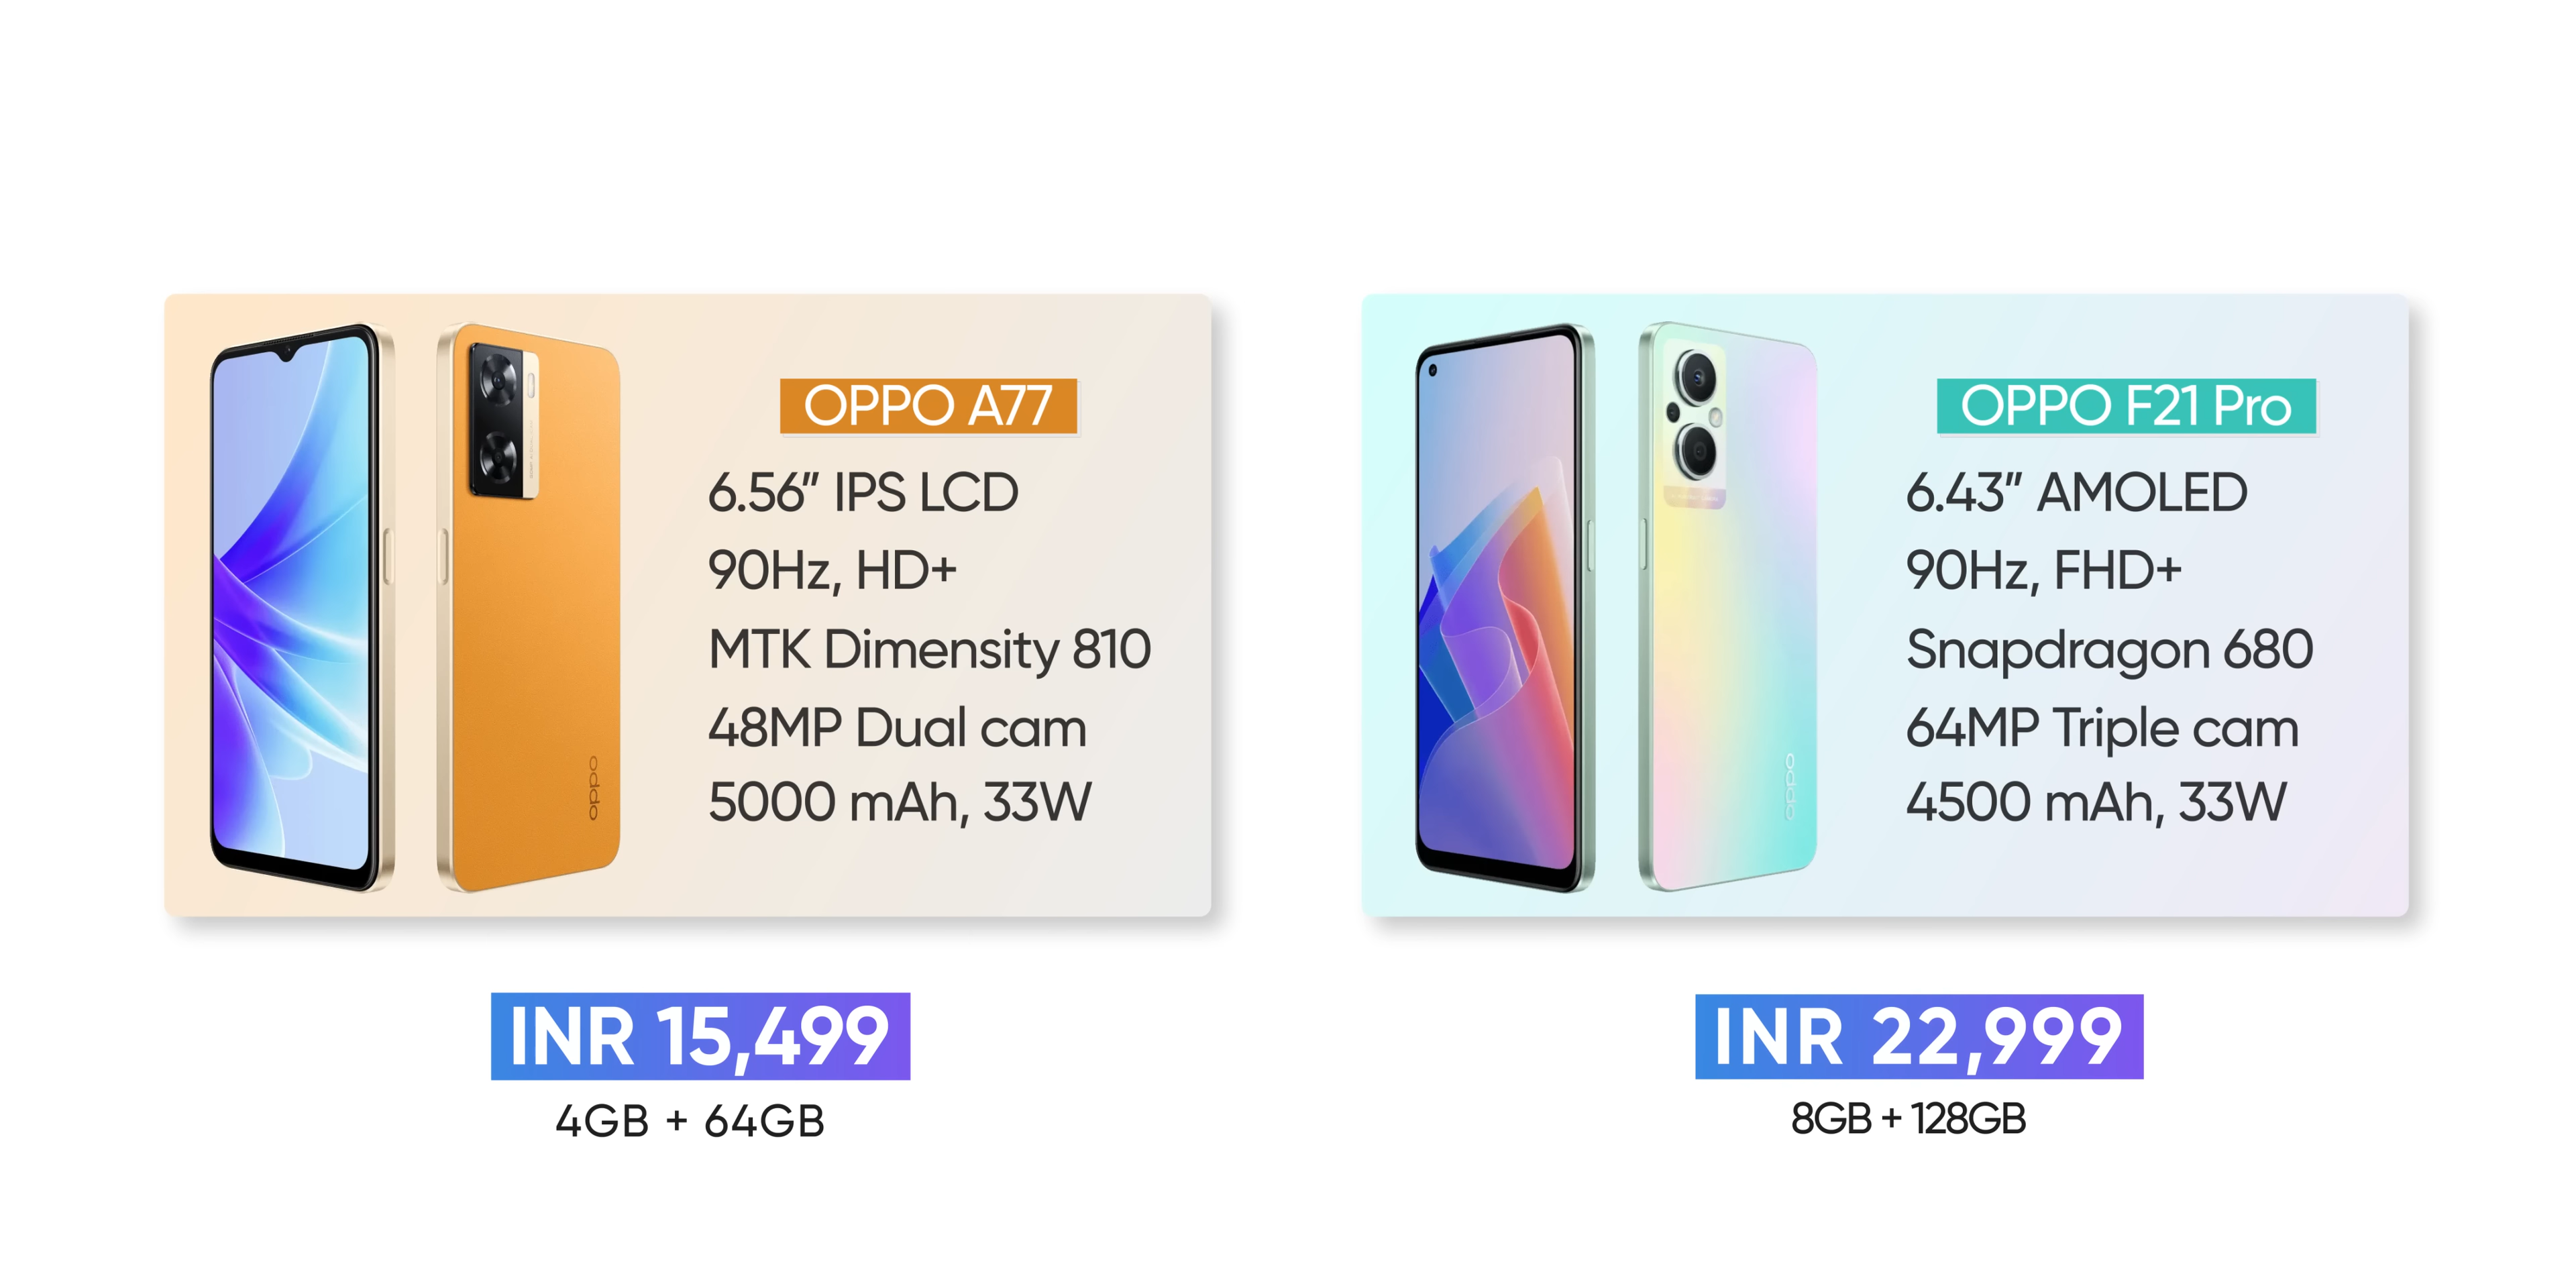 OPPO A77
6.56" IPS LCD
90Hz, HD+
MTK Dimensity 810
48MP Dual cam
5000 mAh, 33W
oppo
INR 15,499
4GB + 64GB
OPPO F21 Pro
6.43" AMOLED
90Hz, FHD+
Snapdragon 680
64MP Triple cam
4500 mAh, 33W
oppo
INR 22,999
8GB + 128GB